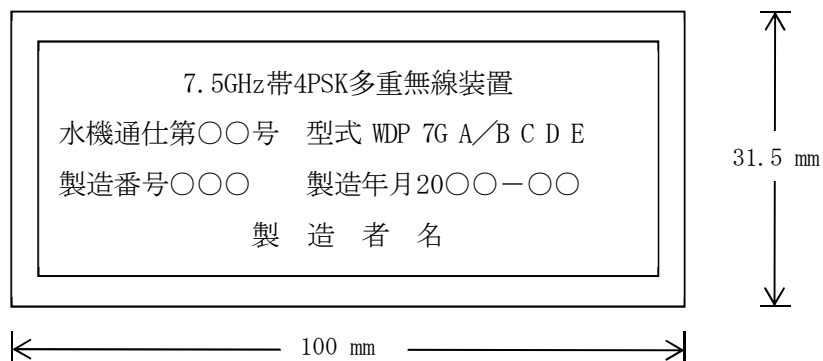 7.5GHz帯4PSK多重無線装置
水機通仕第○○号 型式 WDP 7G A／B C D E
製造番号○○○ 製造年月20○○－○○
製 造 者 名
31.5 mm
100 mm